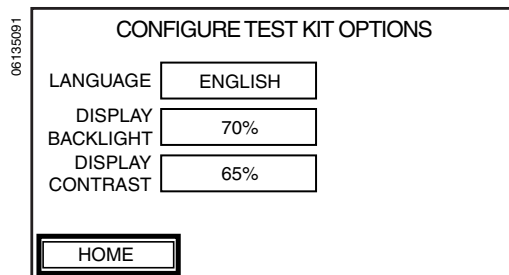 06135091
CONFIGURE TEST KIT OPTIONS
LANGUAGE ENGLISH
DISPLAY
BACKLIGHT 70%
DISPLAY
CONTRAST 65%
HOME